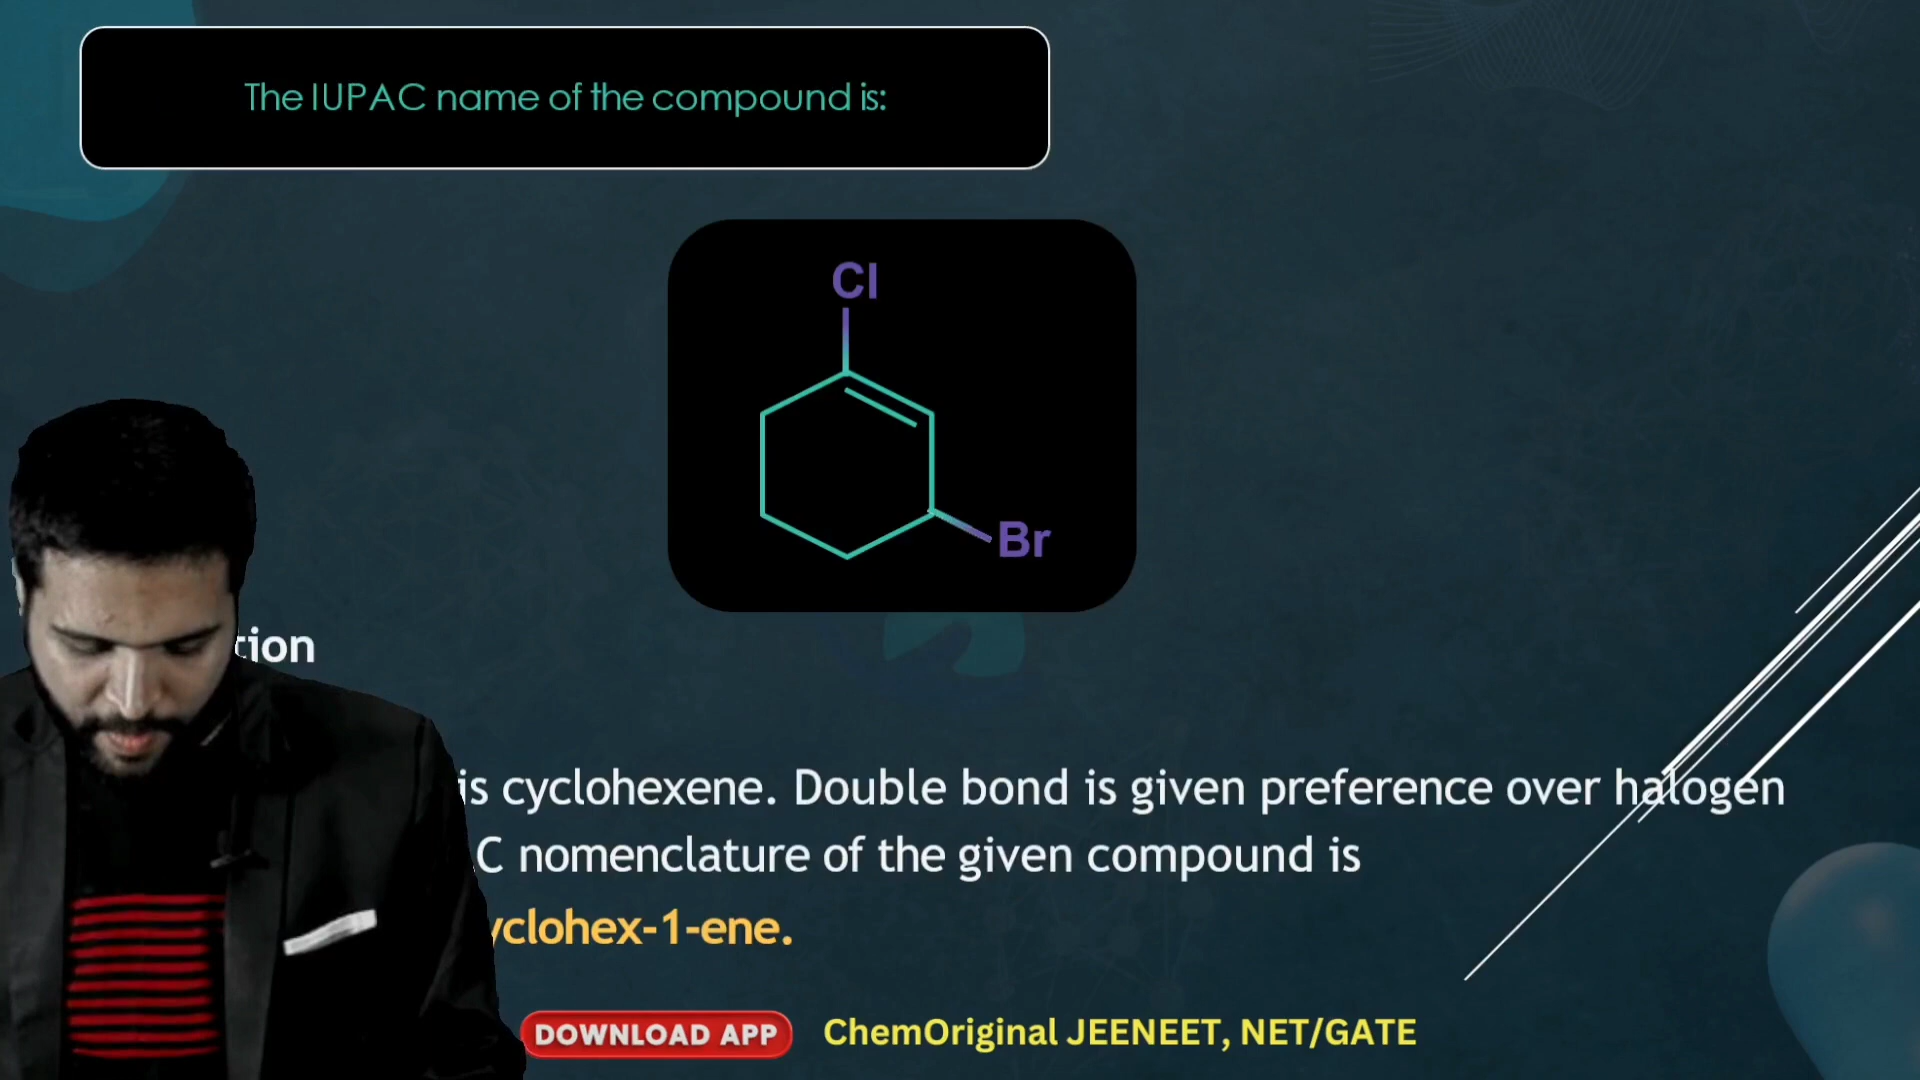 The IUPAC name of the compound is:
Cl
Br
tion
is cyclohexene. Double bond is given preference over halogen
C nomenclature of the given compound is
yclohex-1-ene.
DOWNLOAD APP
ChemOriginal JEENEET, NET/GATE